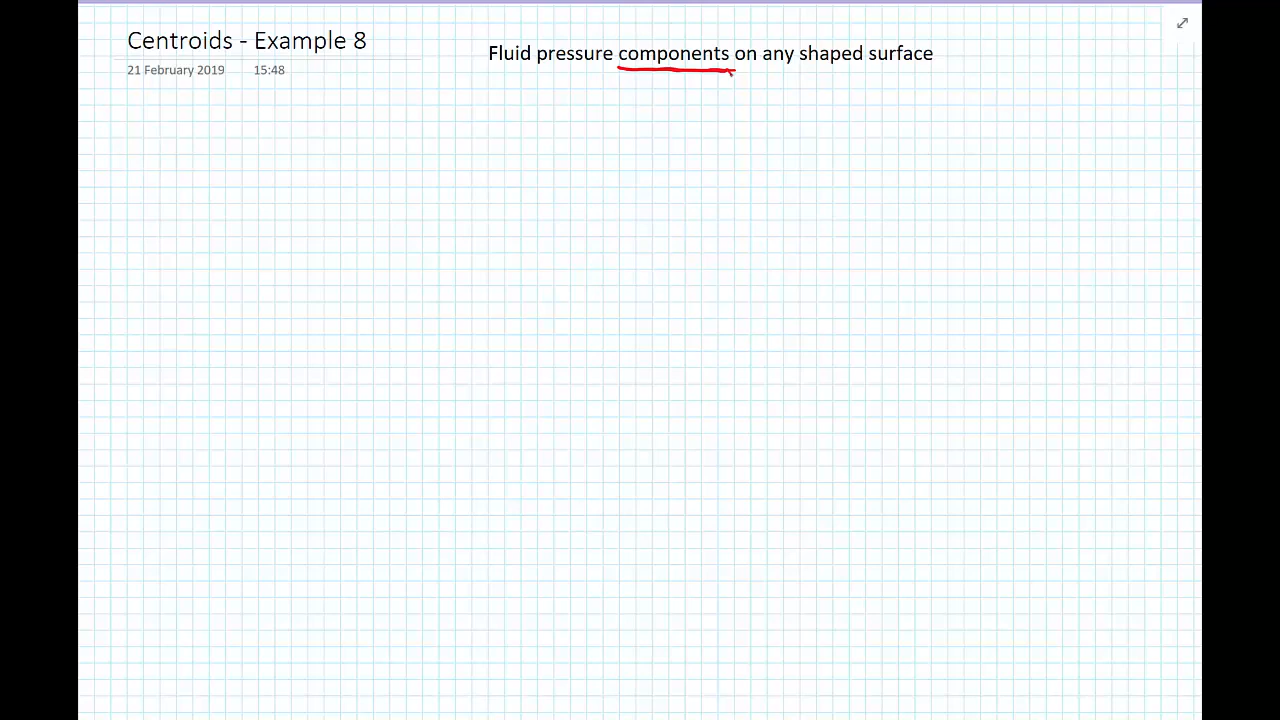 Centroids - Example 8
Fluid pressure components on any shaped surface
21 February 2019 15:48